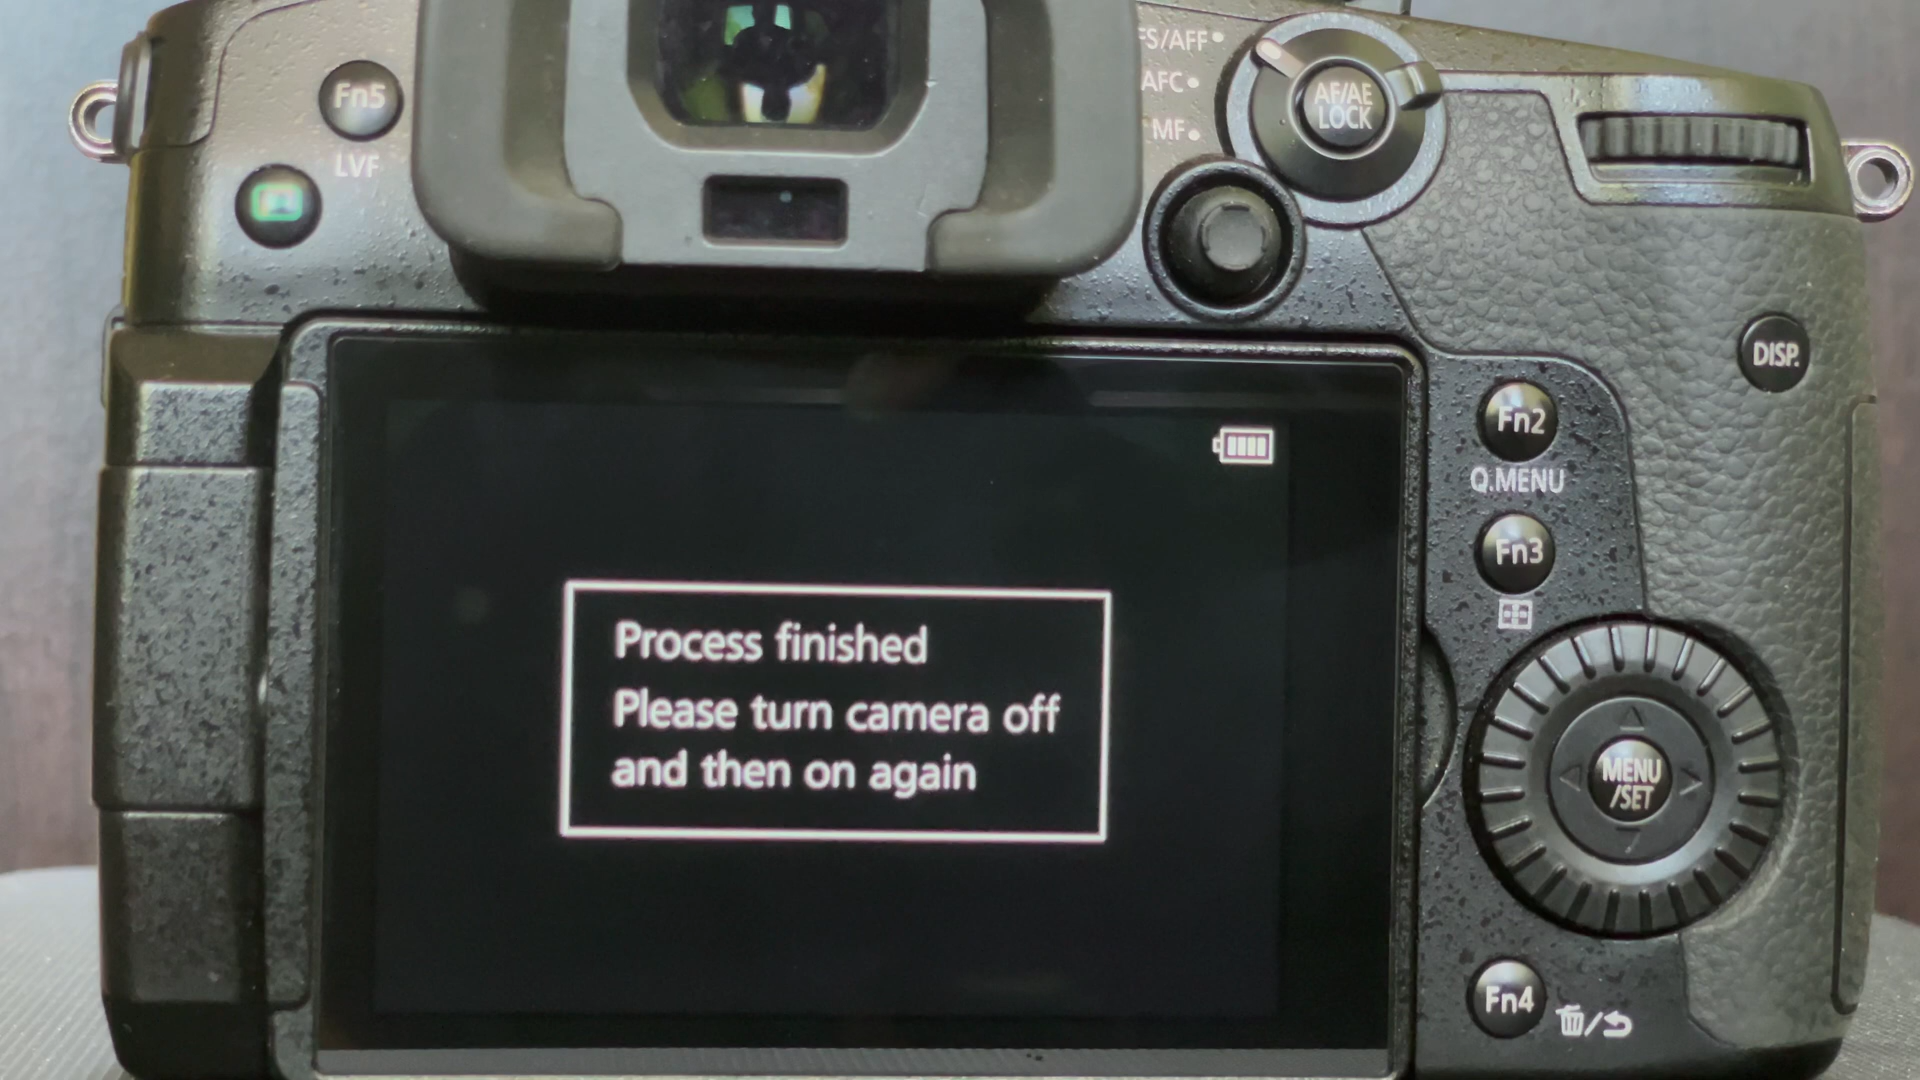 Fn5
LVF
FS/AFF
AFC
MF
AF/AE
LOCK
DISP.
Fn2
Q.MENU
Fn3
Process finished
Please turn camera off
and then on again
MENU
/SET
Fn4